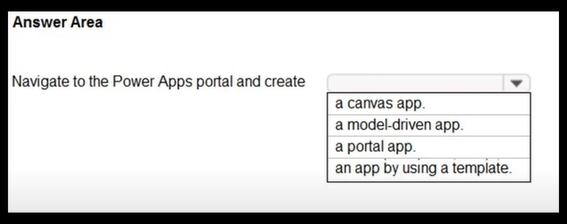 Answer Area
Navigate to the Power Apps portal and create
a canvas app.
a model-driven app.
a portal app.
an app by using a template.